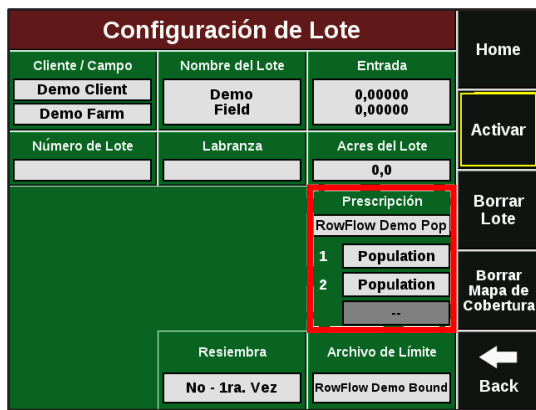 Configuración de Lote
Home
Cliente / Campo
Demo Client
Demo Farm
Nombre del Lote
Demo
Field
Entrada
0,00000
0,00000
Activar
Número de Lote
Labranza
Acres del Lote
0,0
Prescripción
RowFlow Demo Pop
1 Population
2 Population
--
Borrar
Lote
Borrar
Mapa de
Cobertura
Resiembra
No - 1ra. Vez
Archivo de Límite
RowFlow Demo Bound
Back